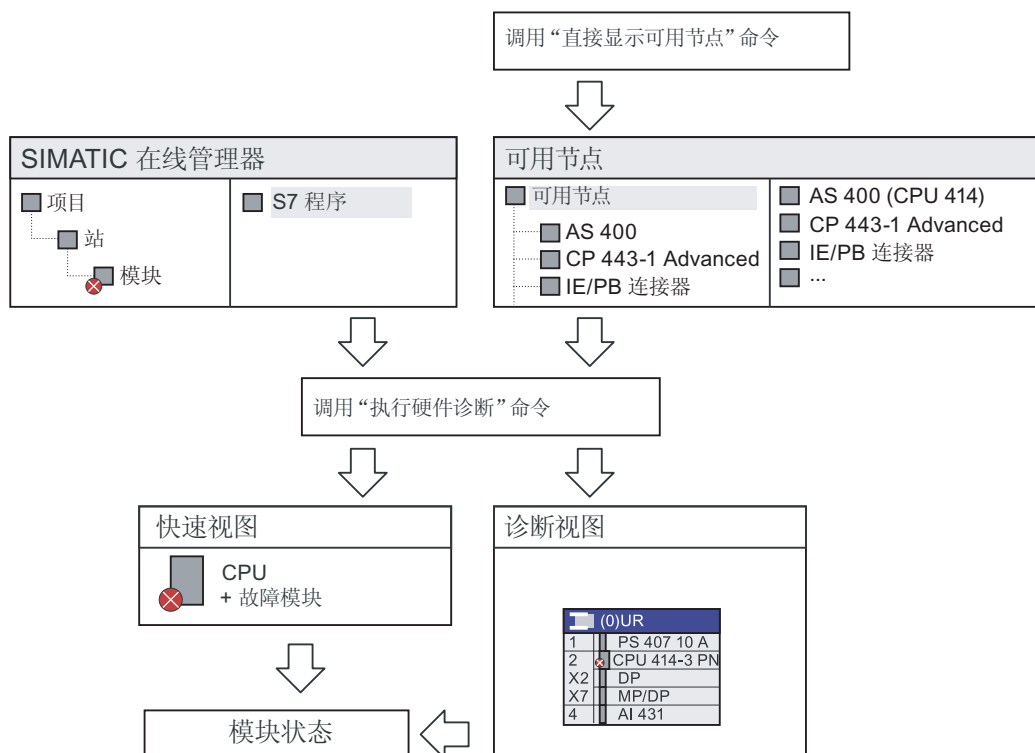 调用“直接显示可用节点”命令
SIMATIC 在线管理器
项目
站
模块
S7 程序
可用节点
可用节点
AS 400
CP 443-1 Advanced
IE/PB 连接器
AS 400 (CPU 414)
CP 443-1 Advanced
IE/PB 连接器
...
调用“执行硬件诊断”命令
快速视图
CPU
+ 故障模块
诊断视图
(0)UR
1 PS 407 10 A
2 CPU 414-3 PN
X2 DP
X7 MP/DP
4 AI 431
模块状态